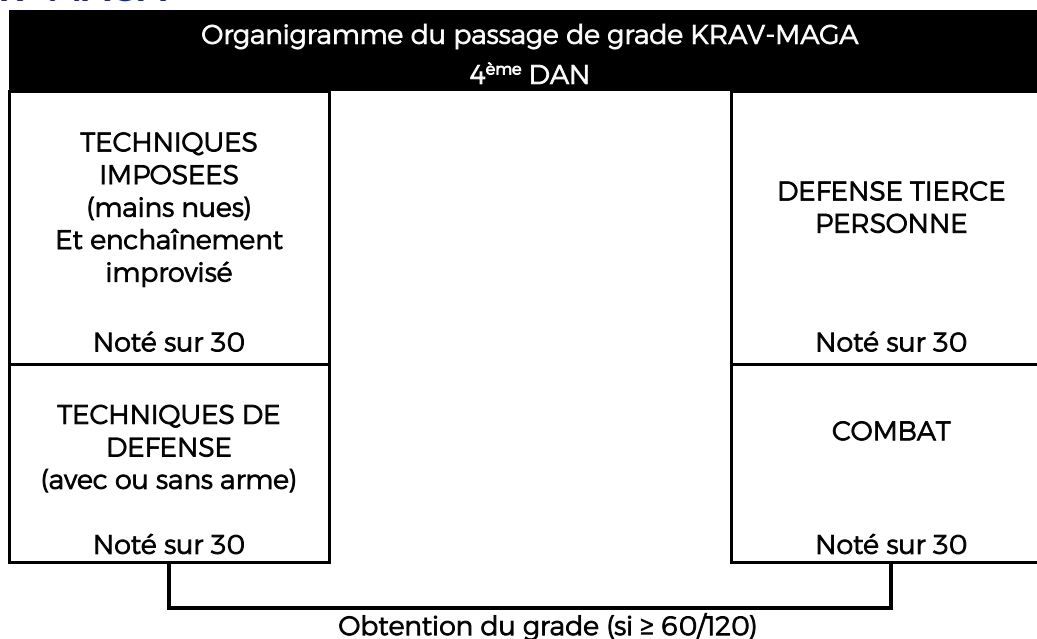 Organigramme du passage de grade KRAV-MAGA
4ème DAN
TECHNIQUES
IMPOSEES
(mains nues)
Et enchaînement
improvisé
Noté sur 30
DEFENSE TIERCE
PERSONNE
Noté sur 30
TECHNIQUES DE
DEFENSE
(avec ou sans arme)
Noté sur 30
COMBAT
Noté sur 30
Obtention du grade (si ≥ 60/120)